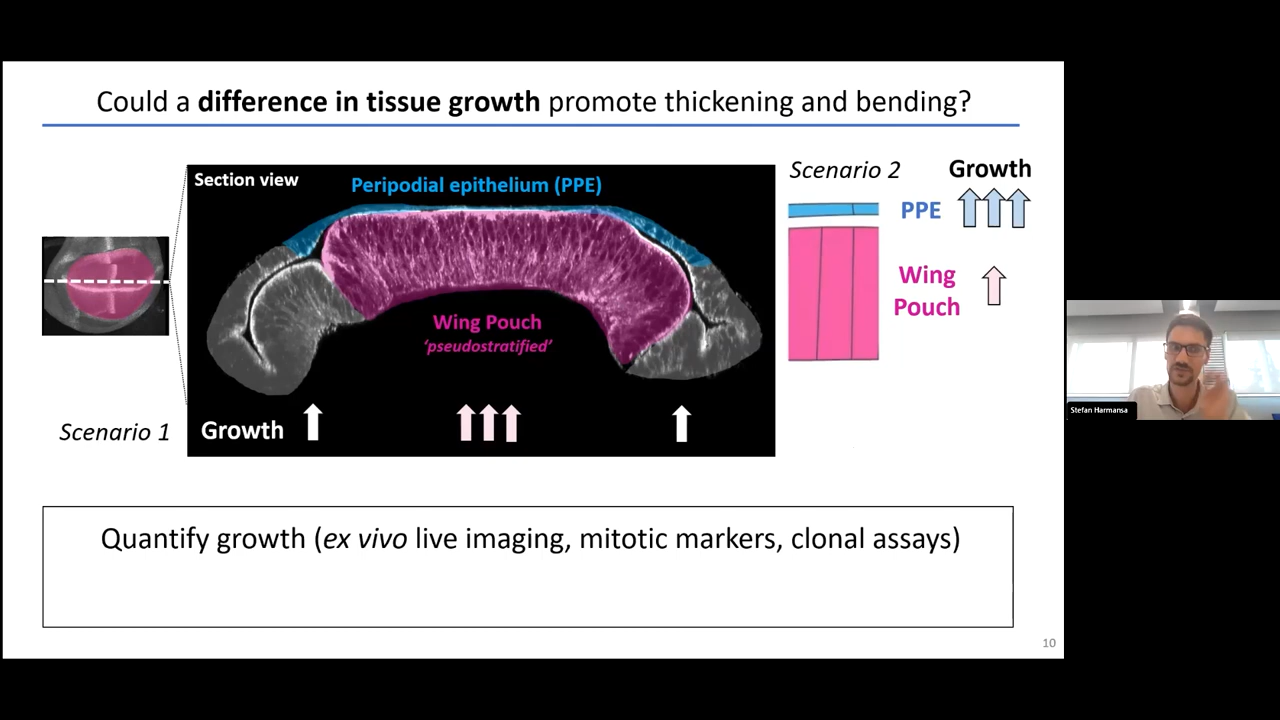 Could a difference in tissue growth promote thickening and bending?
Section view
Peripodial epithelium (PPE)
Wing Pouch
'pseudostratified'
Scenario 1
Growth
Scenario 2
Growth
PPE
Wing
Pouch
Quantify growth (ex vivo live imaging, mitotic markers, clonal assays)
10
Stefan Harmansa